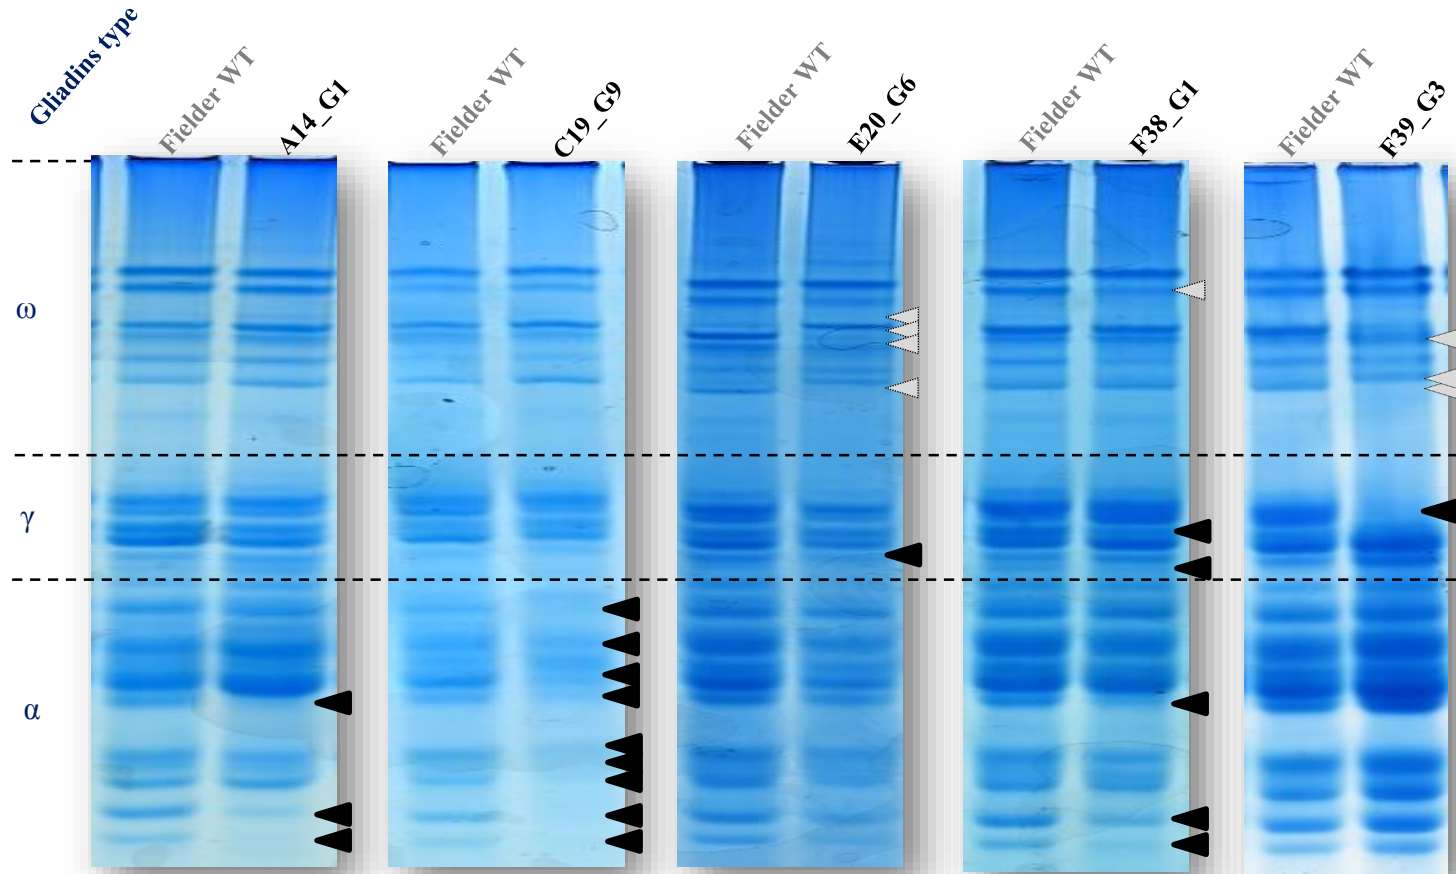 Gliadins type
Fielder WT
A14_G1
Fielder WT
C19_G9
Fielder WT
E20_G6
Fielder WT
F38_G1
Fielder WT
F39_G3
ω
γ
α